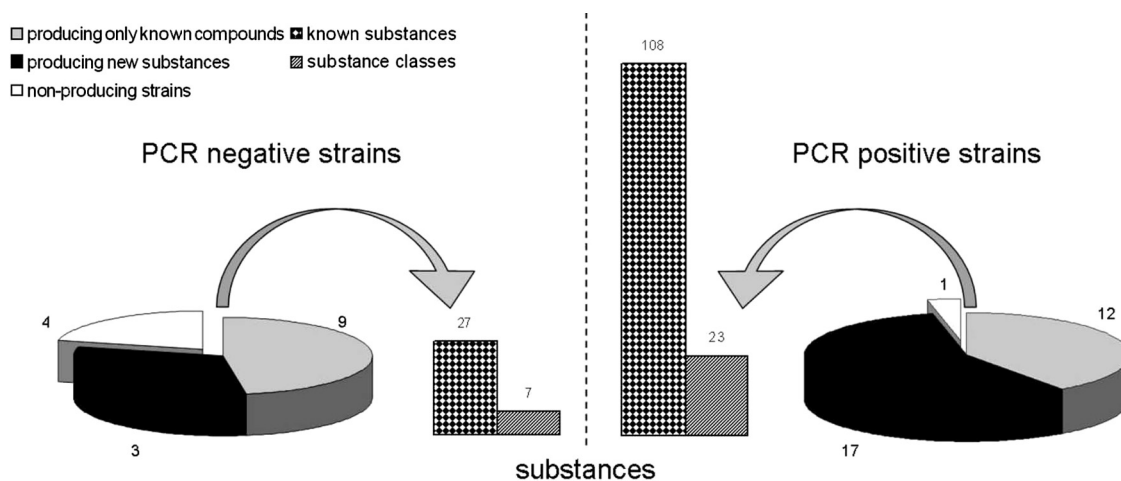 producing only known compounds known substances
producing new substances substance classes
non-producing strains
108
PCR negative strains PCR positive strains
1
4 9 27 23 12
7
3 17
substances